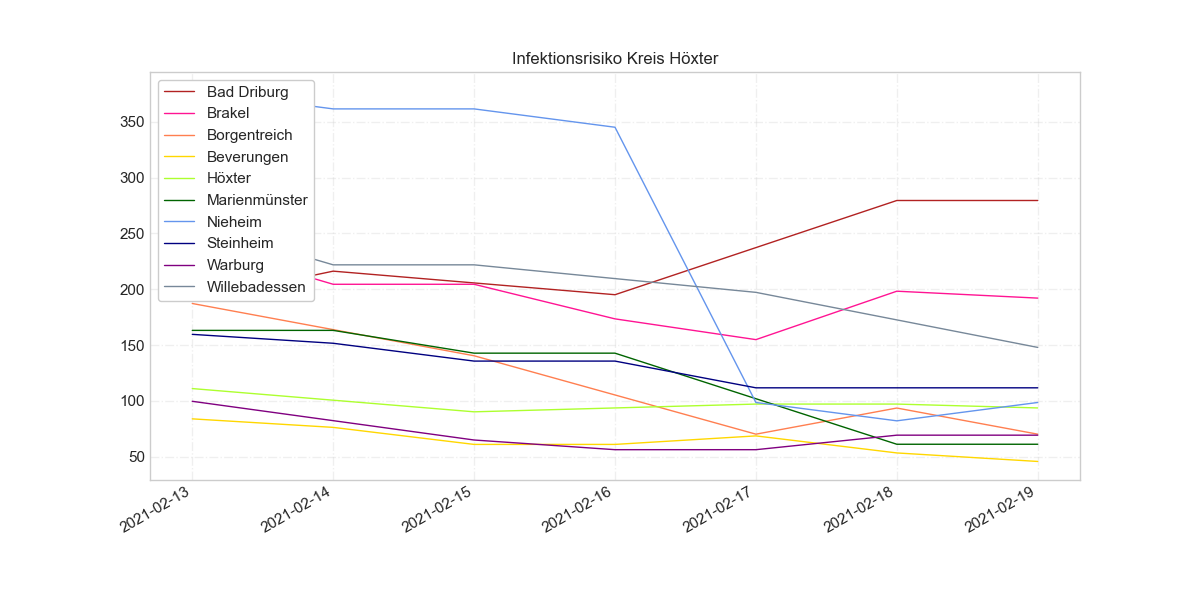 Infektionsrisiko Kreis Höxter
Bad Driburg
Brakel
Borgentreich
Beverungen
Höxter
Marienmünster
Nieheim
Steinheim
Warburg
Willebadessen
350
300
250
200
150
100
50
2021-02-13
2021-02-14
2021-02-15
2021-02-16
2021-02-17
2021-02-18
2021-02-19